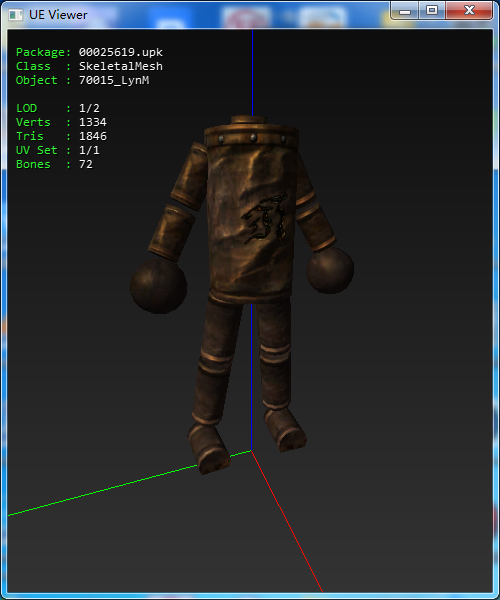 UE Viewer
Package: 00025619.upk
Class : SkeletalMesh
Object : 70015_LynM
LOD : 1/2
Verts : 1334
Tris : 1846
UV Set : 1/1
Bones : 72